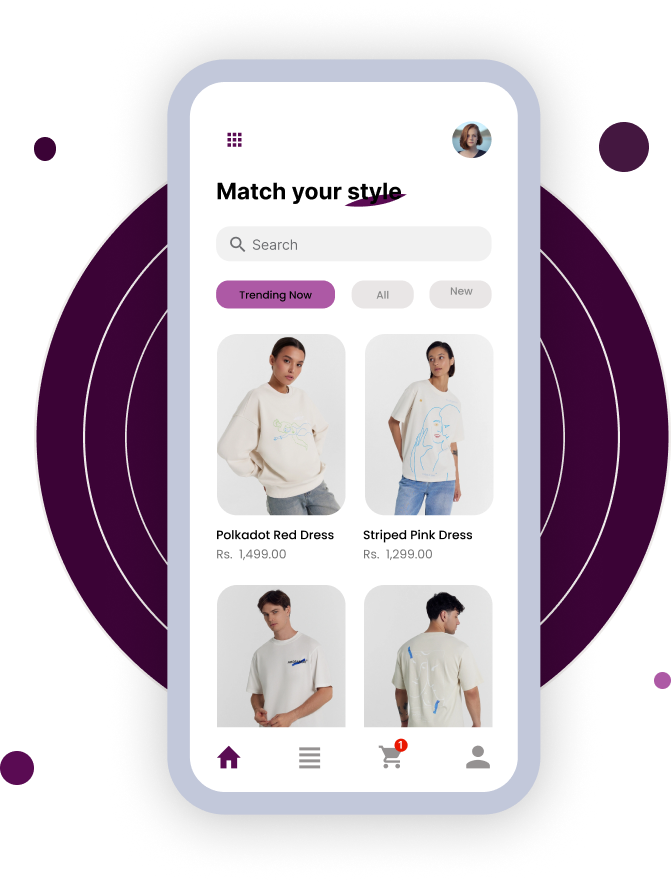 Match your style
Search
Trending Now
All
New
Polkadot Red Dress
Striped Pink Dress
Rs. 1,499.00
Rs. 1,299.00
1